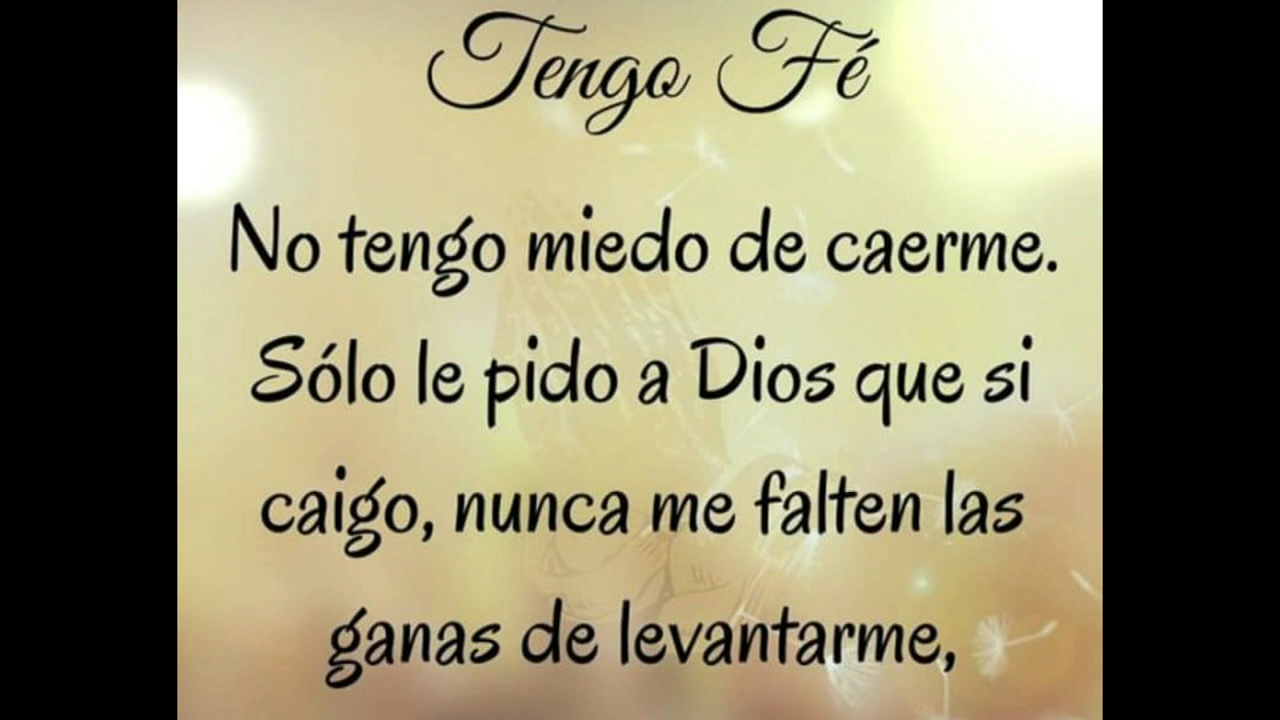 Tengo Fé
No tengo miedo de caerme.
Sólo le pido a Dios que si
caigo, nunca me falten las
ganas de levantarme,